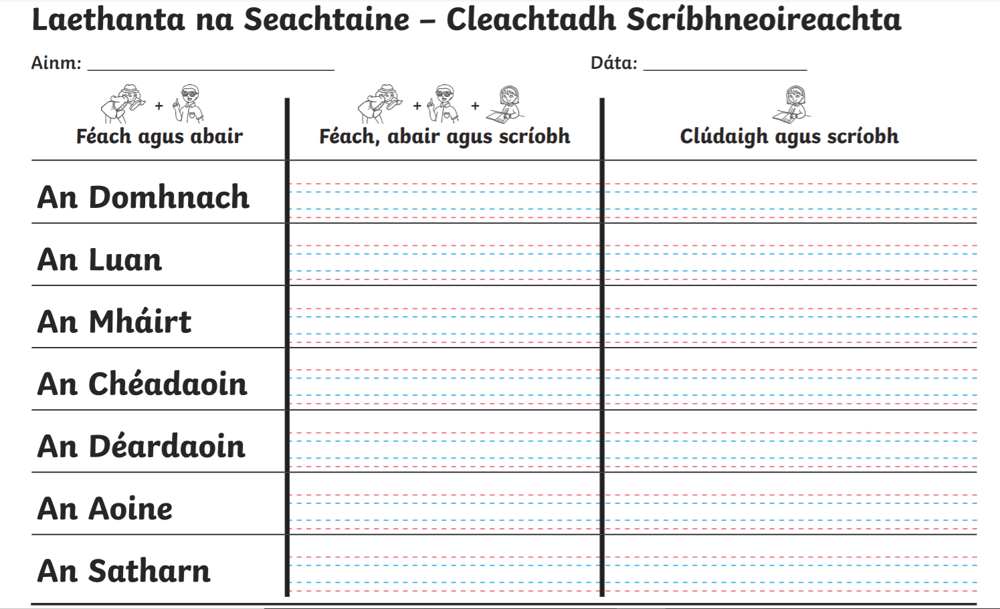 Laethanta na Seachtaine – Cleachtadh Scríbhneoireachta
Ainm: Dáta:
+ + +
Féach agus abair Féach, abair agus scríobh Clúdaigh agus scríobh
An Domhnach
An Luan
An Mháirt
An Chéadaoin
An Déardaoin
An Aoine
An Satharn